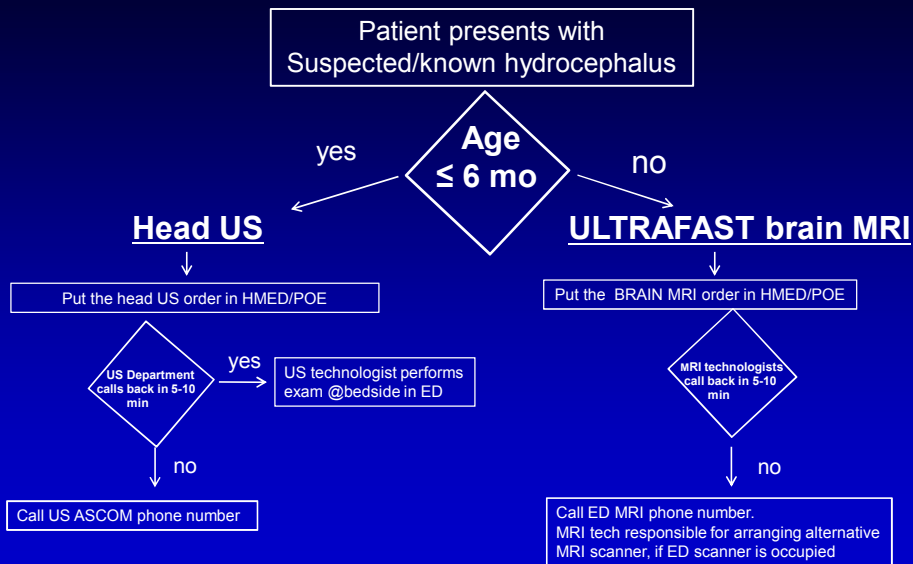 Patient presents with
Suspected/known hydrocephalus
Age
≤ 6 mo
yes
no
Head US
ULTRAFAST brain MRI
Put the head US order in HMED/POE
Put the BRAIN MRI order in HMED/POE
US Department
calls back in 5-10
min
yes
US technologist performs
exam @bedside in ED
MRI technologists
call back in 5-10
min
no
no
Call US ASCOM phone number
Call ED MRI phone number.
MRI tech responsible for arranging alternative
MRI scanner, if ED scanner is occupied